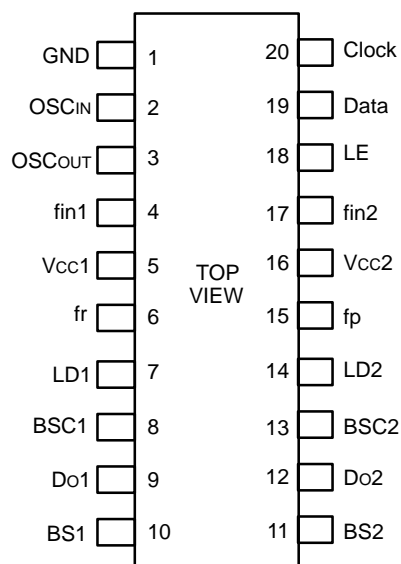 GND 1 20 Clock
OSCIN 2 19 Data
OSCOUT 3 18 LE
fin1 4 17 fin2
VCC1 5 16 VCC2
TOP
VIEW
fr 6 15 fp
LD1 7 14 LD2
BSC1 8 13 BSC2
DO1 9 12 DO2
BS1 10 11 BS2